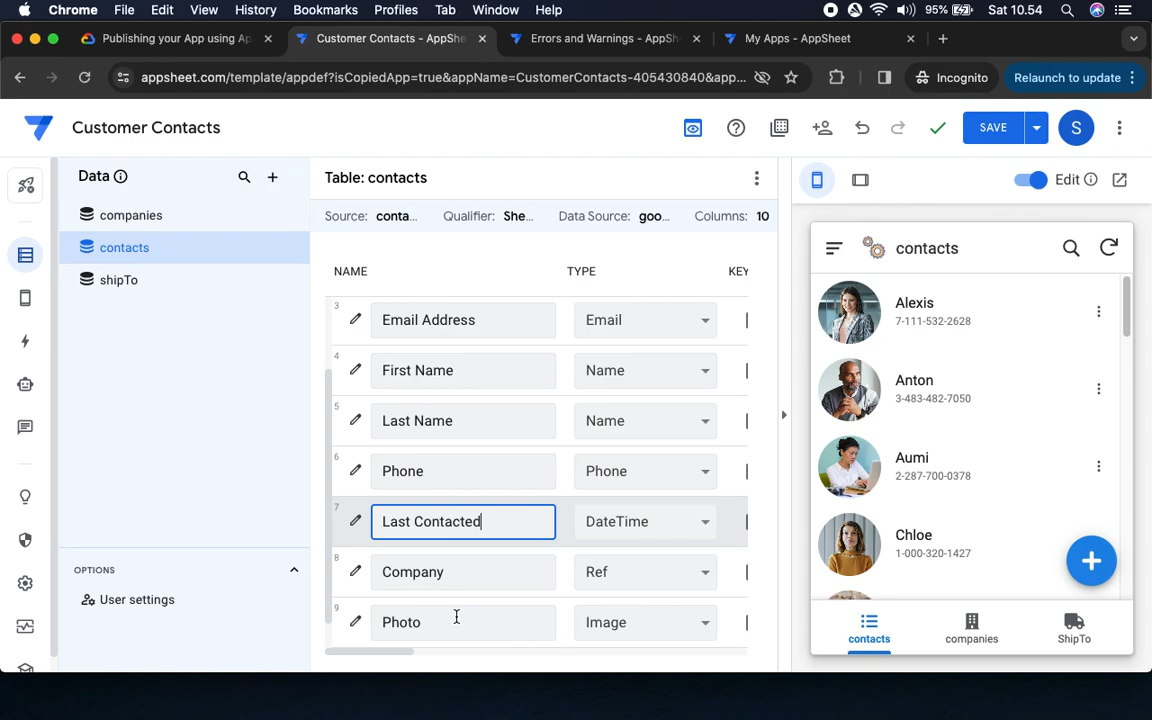 Chrome File Edit View History Bookmarks Profiles Tab Window Help 95% Sat 10.54
Publishing your App using Ap
Customer Contacts - AppShe
Errors and Warnings - AppSh
My Apps - AppSheet
appsheet.com/template/appdef?isCopiedApp=true&appName=CustomerContacts-405430840&app...
Incognito
Relaunch to update
Customer Contacts
SAVE
S
Data
companies
contacts
shipTo
OPTIONS
User settings
Table: contacts
Source: conta... Qualifier: She... Data Source: goo... Columns: 10
NAME TYPE KEY
3 Email Address Email
4 First Name Name
5 Last Name Name
6 Phone Phone
7 Last Contacted DateTime
8 Company Ref
9 Photo Image
Edit
contacts
Alexis
7-111-532-2628
Anton
3-483-482-7050
Aumi
2-287-700-0378
Chloe
1-000-320-1427
contacts companies ShipTo